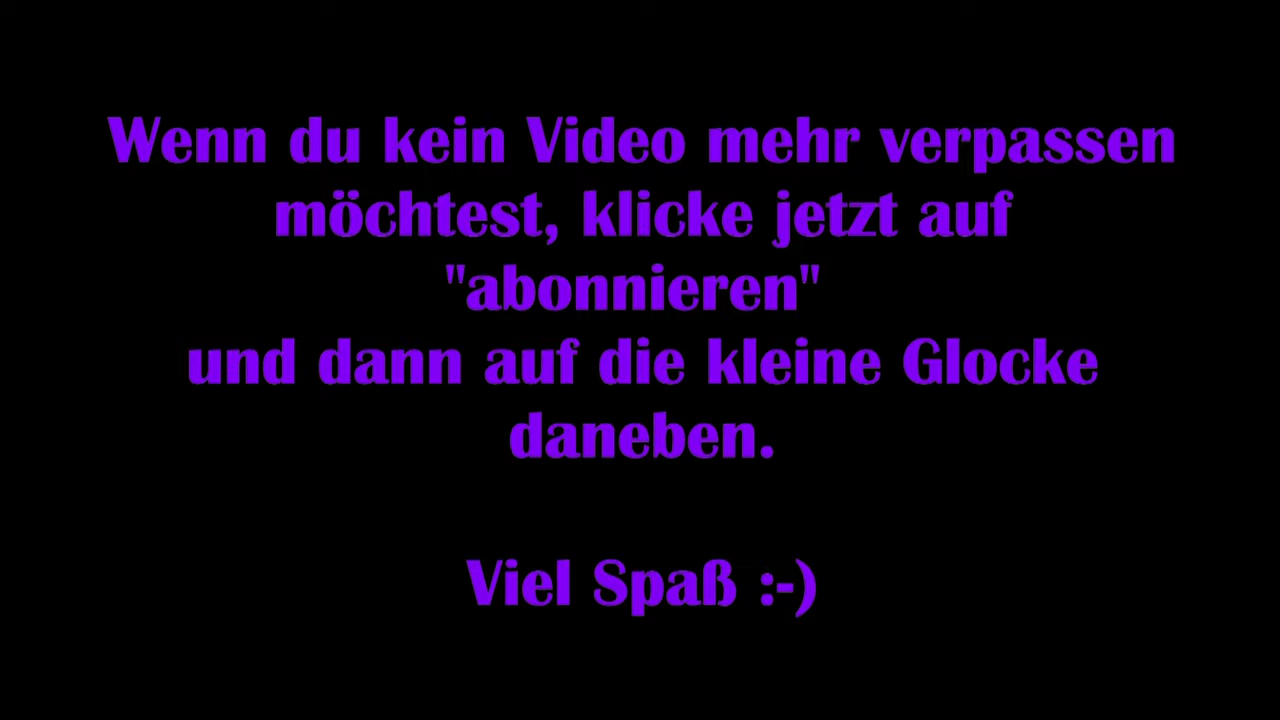 Wenn du kein Video mehr verpassen
möchtest, klicke jetzt auf
"abonnieren"
und dann auf die kleine Glocke
daneben.
Viel Spaß :-)